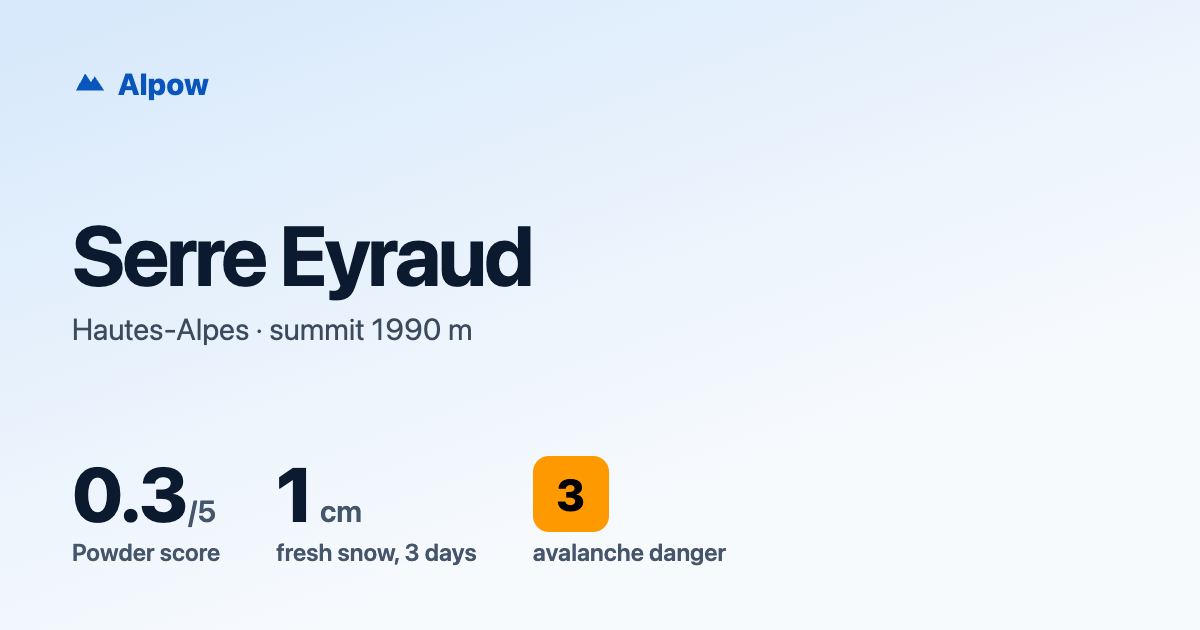 Alpow
Serre Eyraud
Hautes-Alpes · summit 1990 m
0.3/5
Powder score
1 cm
fresh snow, 3 days
3
avalanche danger